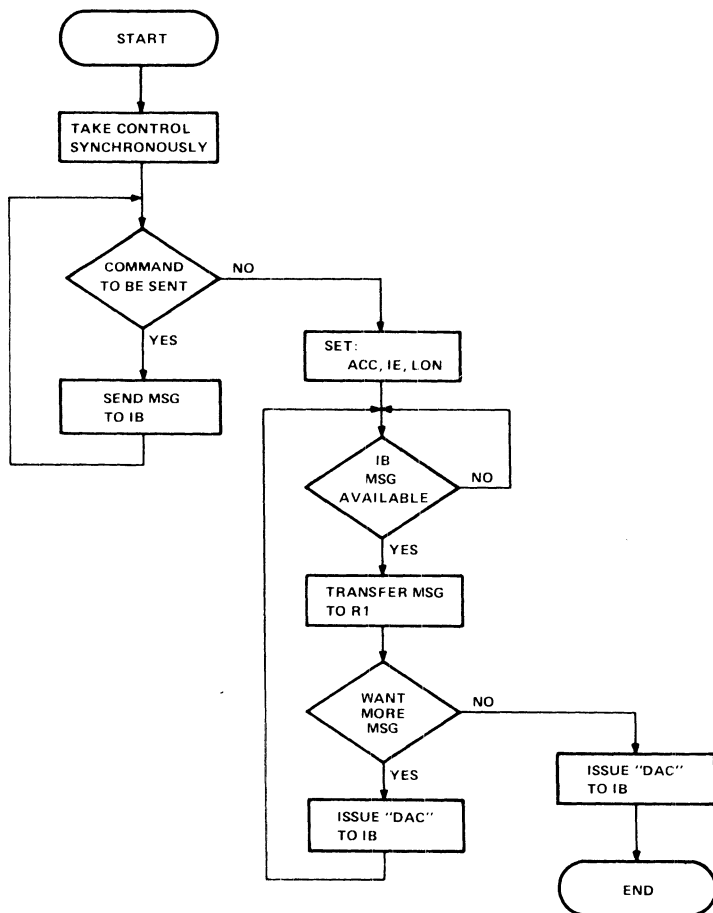 START
TAKE CONTROL
SYNCHRONOUSLY
COMMAND
TO BE SENT
NO
YES
SEND MSG
TO IB
SET:
ACC, IE, LON
IB
MSG
AVAILABLE
NO
YES
TRANSFER MSG
TO R1
WANT
MORE
MSG
NO
YES
ISSUE "DAC"
TO IB
ISSUE "DAC"
TO IB
END